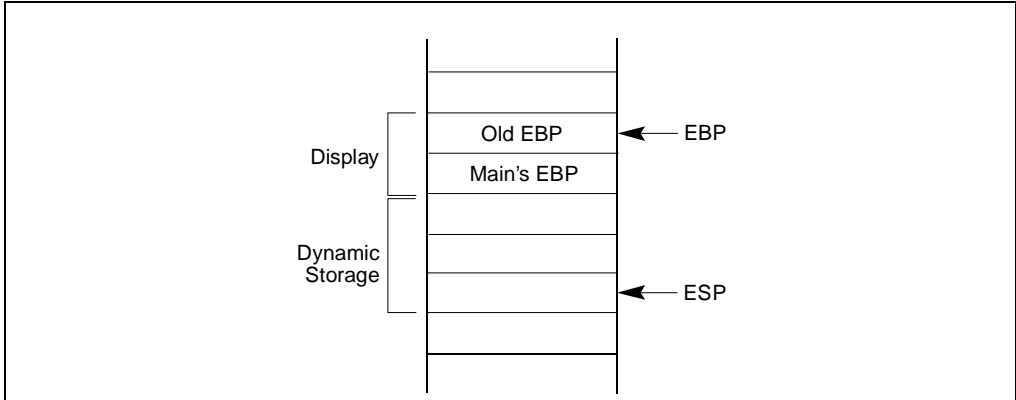 Old EBP
EBP
Display
Main's EBP
Dynamic
Storage
ESP